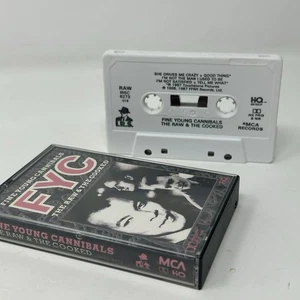 SHE DRIVES ME CRAZY • GOOD THING*
I'M NOT THE MAN I USED TO BE
I'M NOT SATISFIED • TELL ME WHAT*
RAW
HQ
FINE YOUNG CANNIBALS
THE RAW & THE COOKED
MCA
RECORDS
FINE YOUNG CANNIBALS
FYC
THE RAW & THE COOKED
FINE YOUNG CANNIBALS
THE RAW & THE COOKED
MCA
HQ